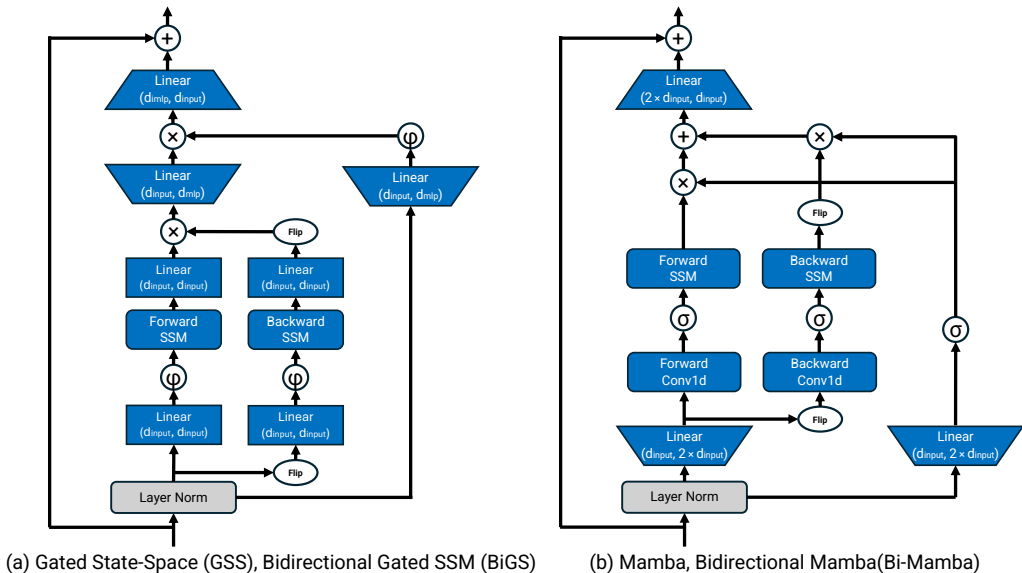 +
Linear
(dimlp, dinput)
×
φ
Linear
(dinput, dmlp)
Linear
(dinput, dmlp)
×
Flip
Linear
(dinput, dinput)
Linear
(dinput, dinput)
Forward
SSM
Backward
SSM
φ
φ
Linear
(dinput, dinput)
Linear
(dinput, dinput)
Flip
Layer Norm
(a) Gated State-Space (GSS), Bidirectional Gated SSM (BiGS)
+
Linear
(2 × dinput, dinput)
+
×
×
Flip
Forward
SSM
Backward
SSM
σ
σ
σ
Forward
Conv1d
Backward
Conv1d
Flip
Linear
(dinput, 2 × dinput)
Linear
(dinput, 2 × dinput)
Layer Norm
(b) Mamba, Bidirectional Mamba(Bi-Mamba)